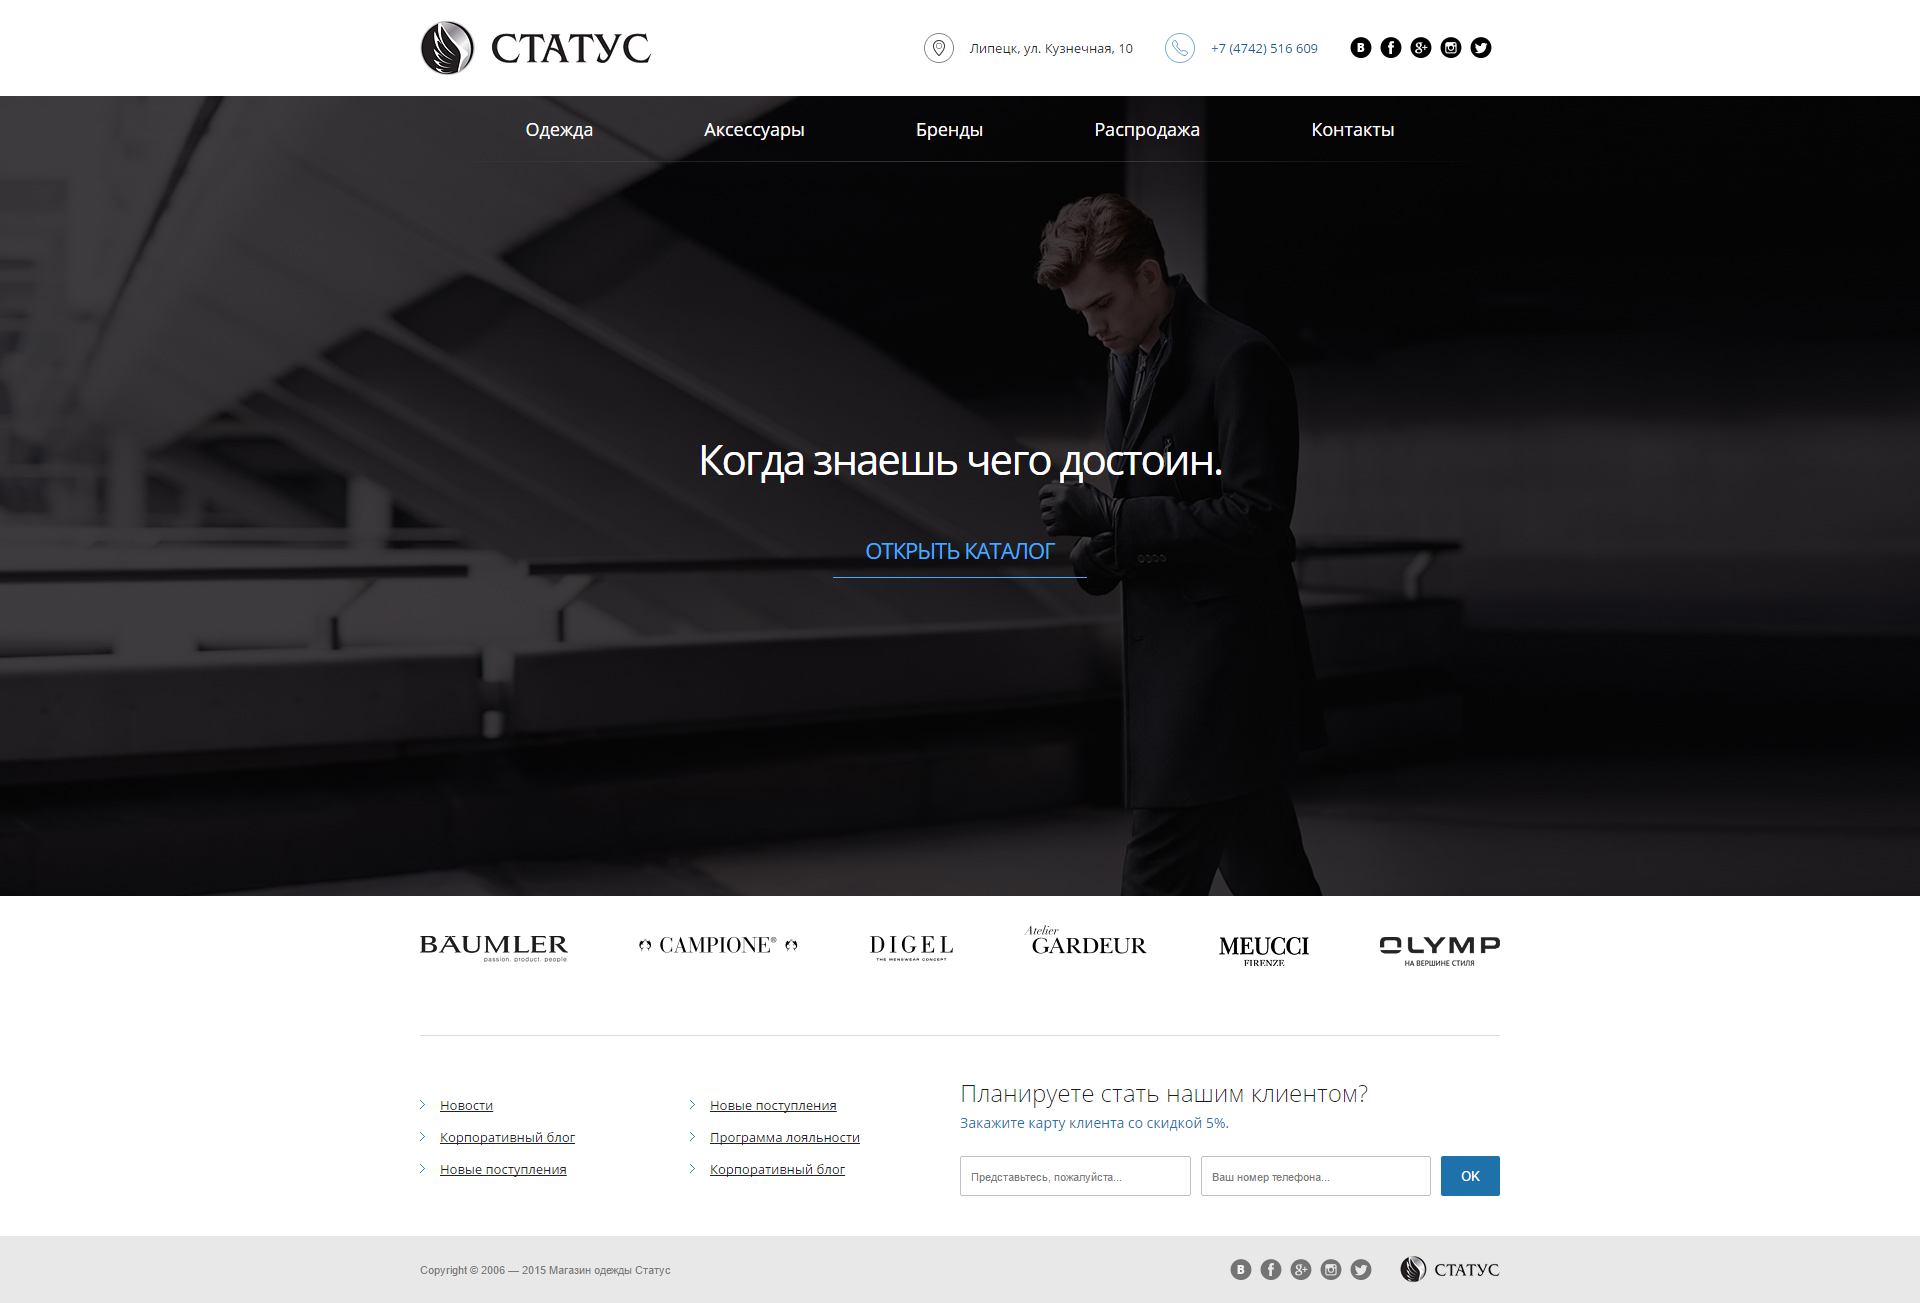 СТАТУС
Липецк, ул. Кузнечная, 10
+7 (4742) 516 609
Одежда
Аксессуары
Бренды
Распродажа
Контакты
Когда знаешь чего достоин.
ОТКРЫТЬ КАТАЛОГ
BÄUMLER
passion. product. people
CAMPIONE®
DIGEL
THE MENSWEAR CONCEPT
Atelier
GARDEUR
MEUCCI
FIRENZE
OLYMP
НА ВЕРШИНЕ СТИЛЯ
Новости
Корпоративный блог
Новые поступления
Новые поступления
Программа лояльности
Корпоративный блог
Планируете стать нашим клиентом?
Закажите карту клиента со скидкой 5%.
Представьтесь, пожалуйста...
Ваш номер телефона...
ОК
Copyright © 2006 — 2015 Магазин одежды Статус
СТАТУС